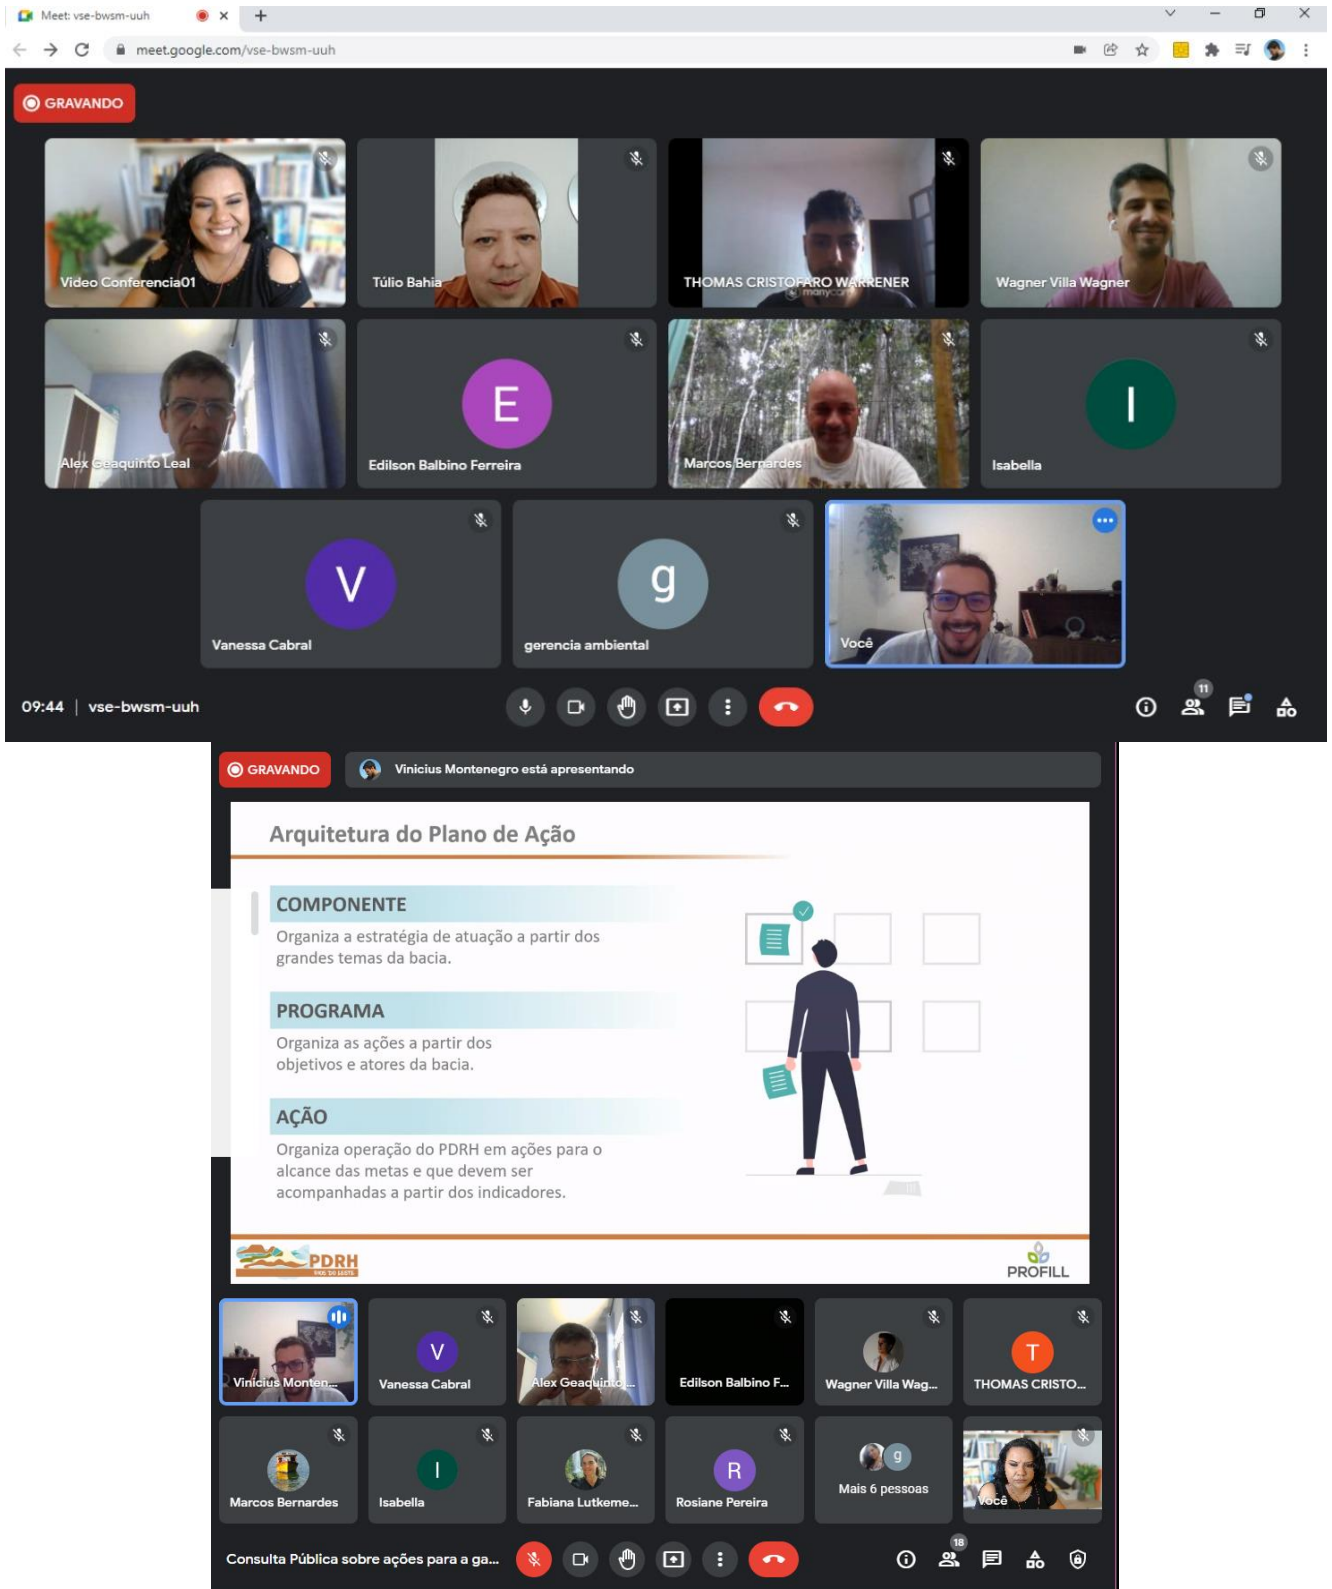 Meet: vse-bwsm-uuh
meet.google.com/vse-bwsm-uuh
GRAVANDO
Video Conferencia01
Túlio Bahia
THOMAS CRISTOFARO WARRENER
manycam
Wagner Villa Wagner
Alex Geaquinto Leal
E
Edilson Balbino Ferreira
Marcos Bernardes
I
Isabella
V
Vanessa Cabral
g
gerencia ambiental
Você
09:44 | vse-bwsm-uuh
11
GRAVANDO
Vinicius Montenegro está apresentando
Arquitetura do Plano de Ação
COMPONENTE
Organiza a estratégia de atuação a partir dos
grandes temas da bacia.
PROGRAMA
Organiza as ações a partir dos
objetivos e atores da bacia.
AÇÃO
Organiza operação do PDRH em ações para o
alcance das metas e que devem ser
acompanhadas a partir dos indicadores.
PDRH
PROFILL
Vinicius Monten...
V
Vanessa Cabral
Alex Geaquinto ...
Edilson Balbino F...
Wagner Villa Wag...
T
THOMAS CRISTO...
Marcos Bernardes
I
Isabella
Fabiana Lutkeme...
R
Rosiane Pereira
g
Mais 6 pessoas
Você
Consulta Pública sobre ações para a ga...
18